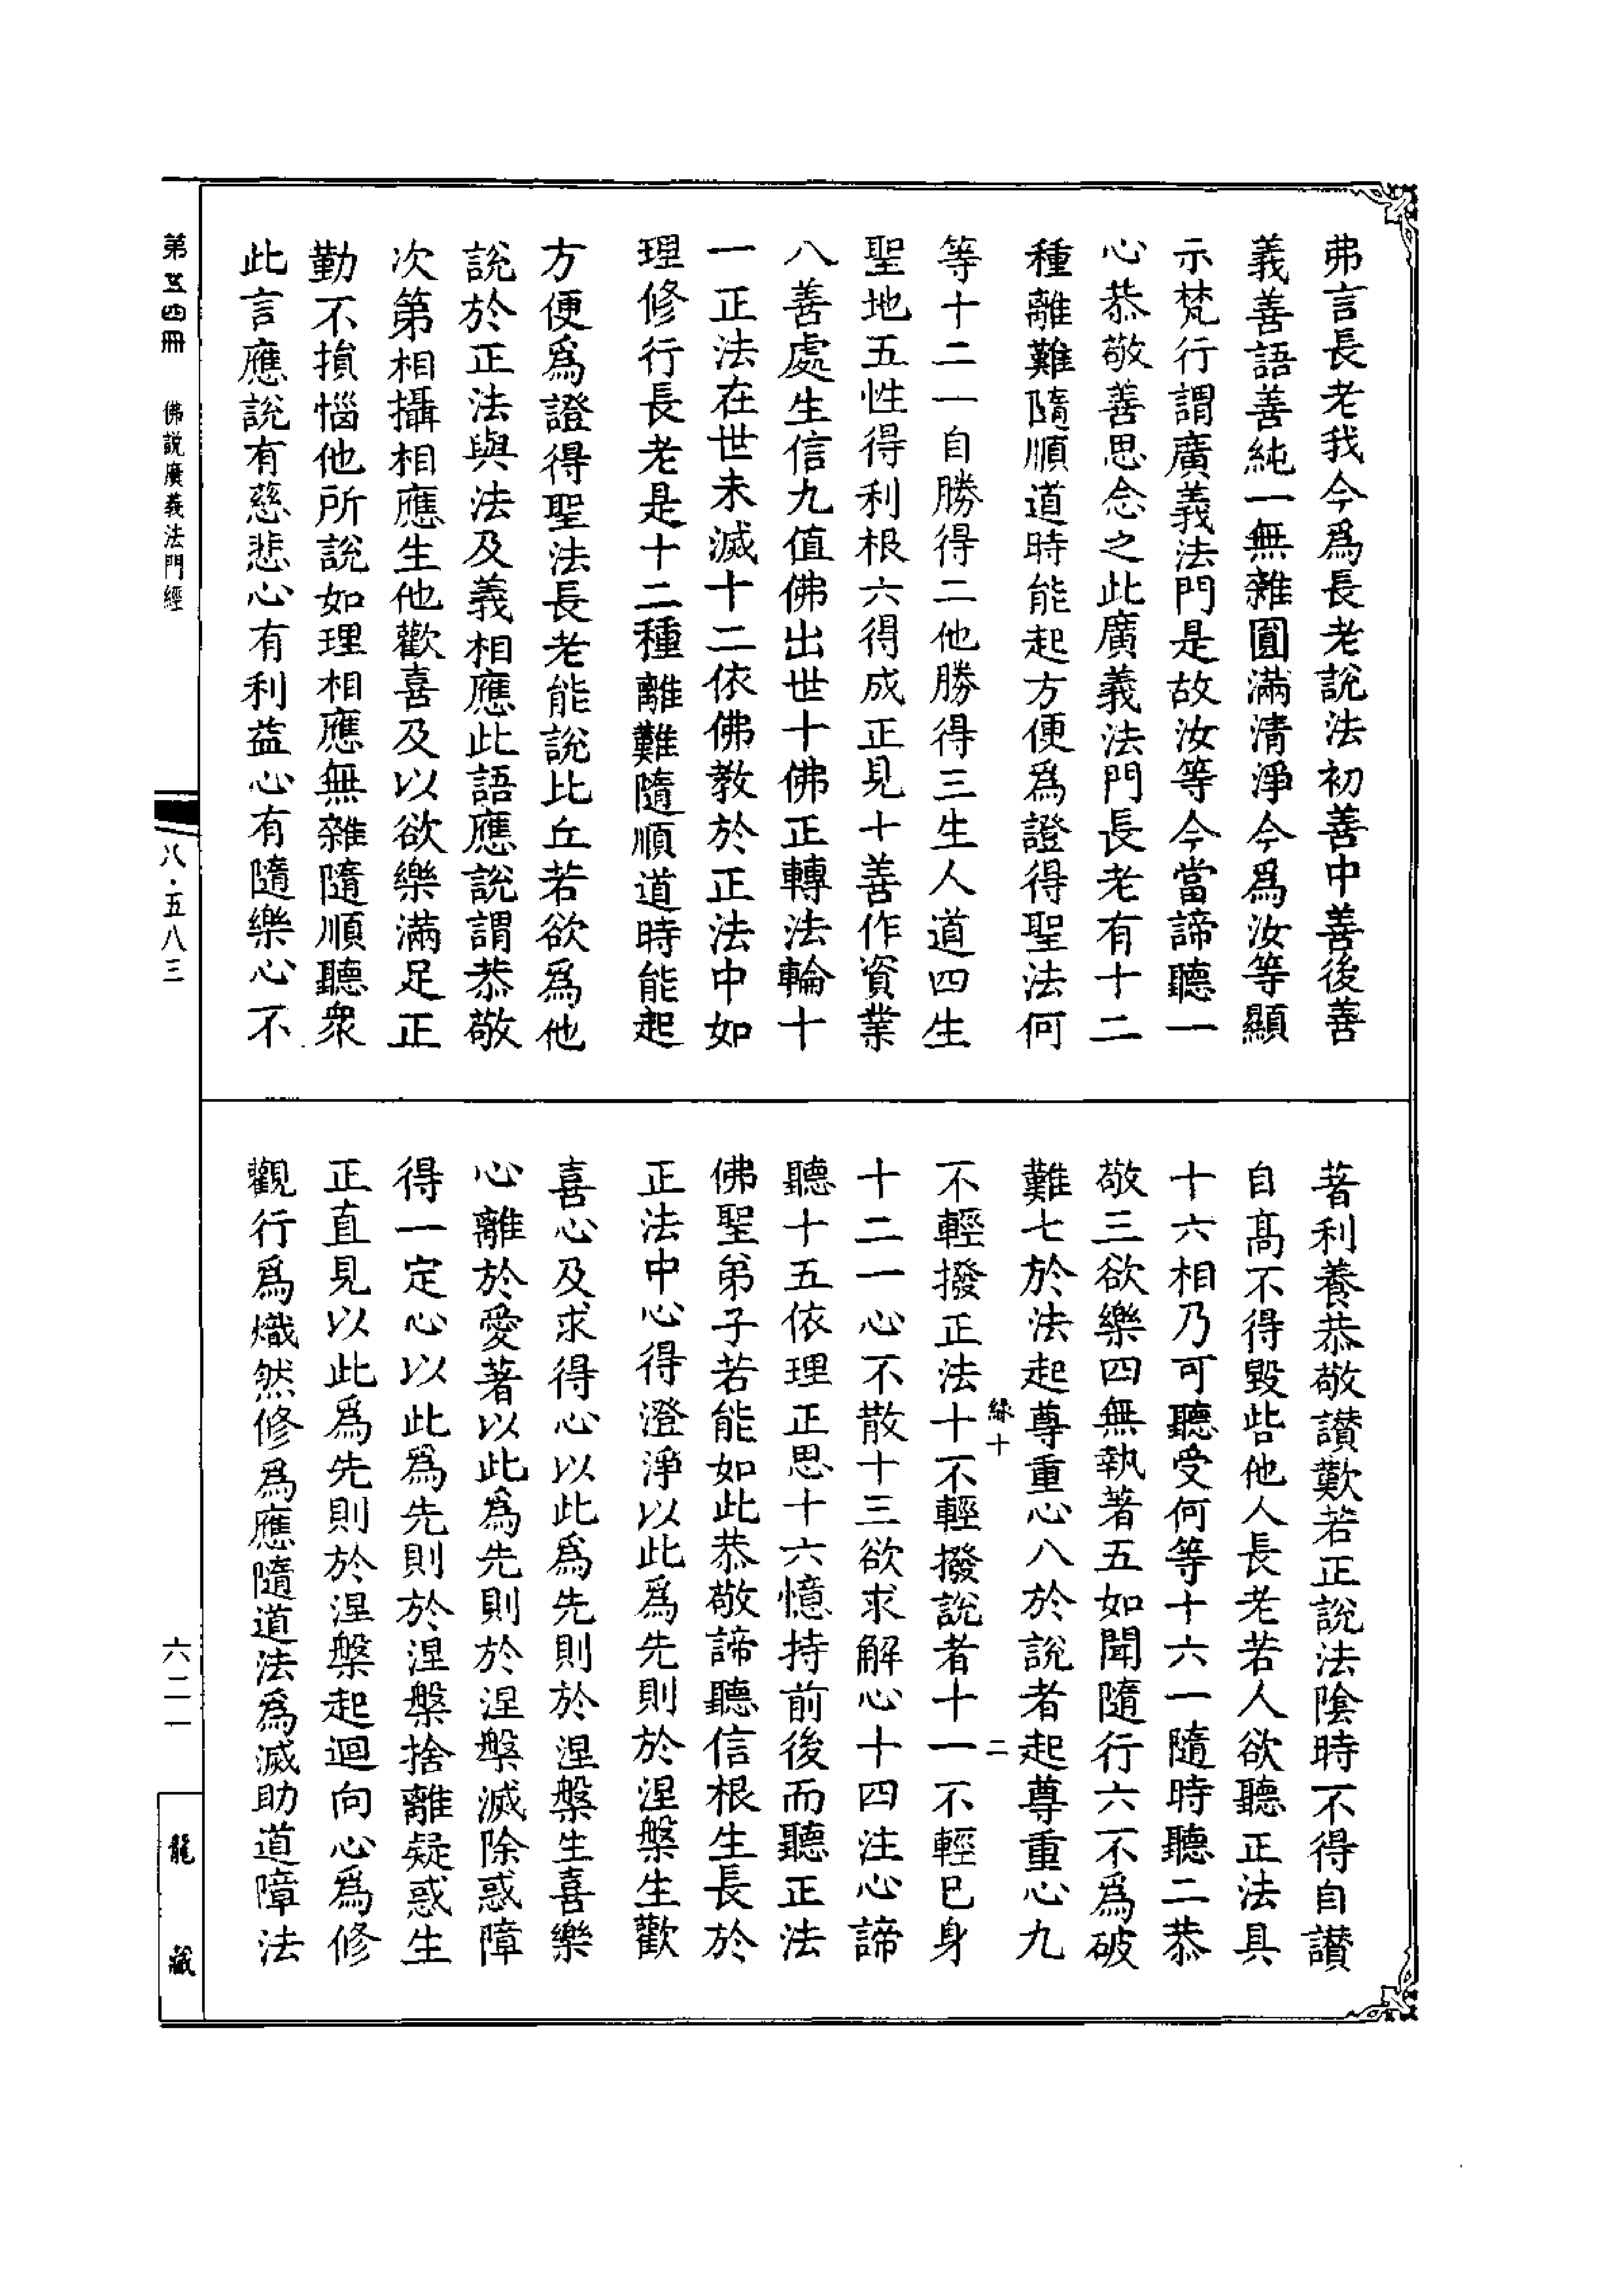 弗言長老我今爲長老說法初善中善後善
義善語善純一無雜圓滿清淨今爲汝等顯
示梵行謂廣義法門是故汝等今當諦聽一
心恭敬善思念之此廣義法門長老有十二
種離難隨順道時能起方便爲證得聖法何
等十二一自勝得二他勝得三生人道四生
聖地五性得利根六得成正見十善作資業
八善處生信九值佛出世十佛正轉法輪十
一正法在世未滅十二依佛教於正法中如
理修行長老是十二種離難隨順道時能起
方便爲證得聖法長老能說比丘若欲爲他
說於正法與法及義相應此語應說謂恭敬
次第相攝相應生他歡喜及以欲樂滿足正
勤不損惱他所說如理相應無雜隨順聽衆
此言應說有慈悲心有利益心有隨樂心不
著利養恭敬讃歎若正說法陰時不得自讃
自髙不得毀呰他人長老若人欲聽正法具
十六相乃可聽受何等十六一隨時聽二恭
敬三欲樂四無執著五如聞隨行六不爲破
難七於法起尊重心八於說者起尊重心九
緣十　二
不輕撥正法十不輕撥說者十一不輕巳身
十二一心不散十三欲求解心十四注心諦
聽十五依理正思十六憶持前後而聽正法
佛聖弟子若能如此恭敬諦聽信根生長於
正法中心得澄淨以此爲先則於涅槃生歡
喜心及求得心以此爲先則於涅槃生喜樂
心離於愛著以此爲先則於涅槃滅除惑障
得一定心以此爲先則於涅槃捨離疑惑生
正直見以此爲先則於涅槃起迴向心爲修
觀行爲熾然修爲應隨道法爲滅助道障法
第五四冊　佛說廣義法門經
八·五八三
六二一
龍藏